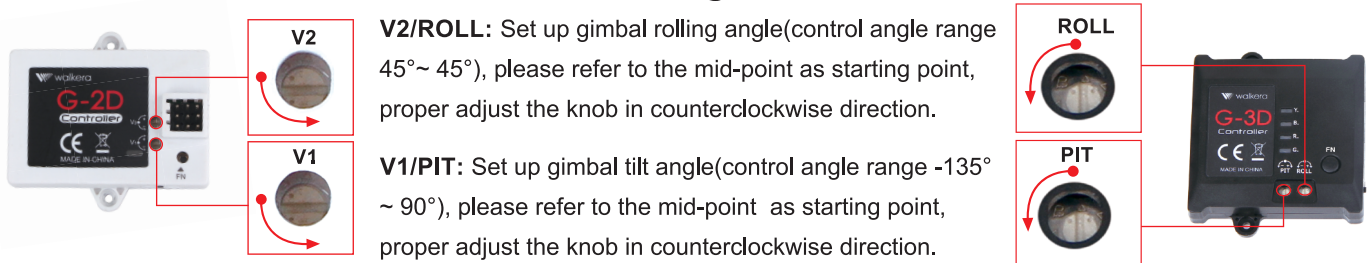 V2
V2/ROLL: Set up gimbal rolling angle(control angle range
45°~ 45°), please refer to the mid-point as starting point,
proper adjust the knob in counterclockwise direction.
V1
V1/PIT: Set up gimbal tilt angle(control angle range -135°
~ 90°), please refer to the mid-point as starting point,
proper adjust the knob in counterclockwise direction.
walkera
G-2D
Controller
CE
MADE IN CHINA
FN
ROLL
PIT
walkera
G-3D
Controller
CE
MADE IN CHINA
Y.
B.
R.
G.
FN
PIT ROLL